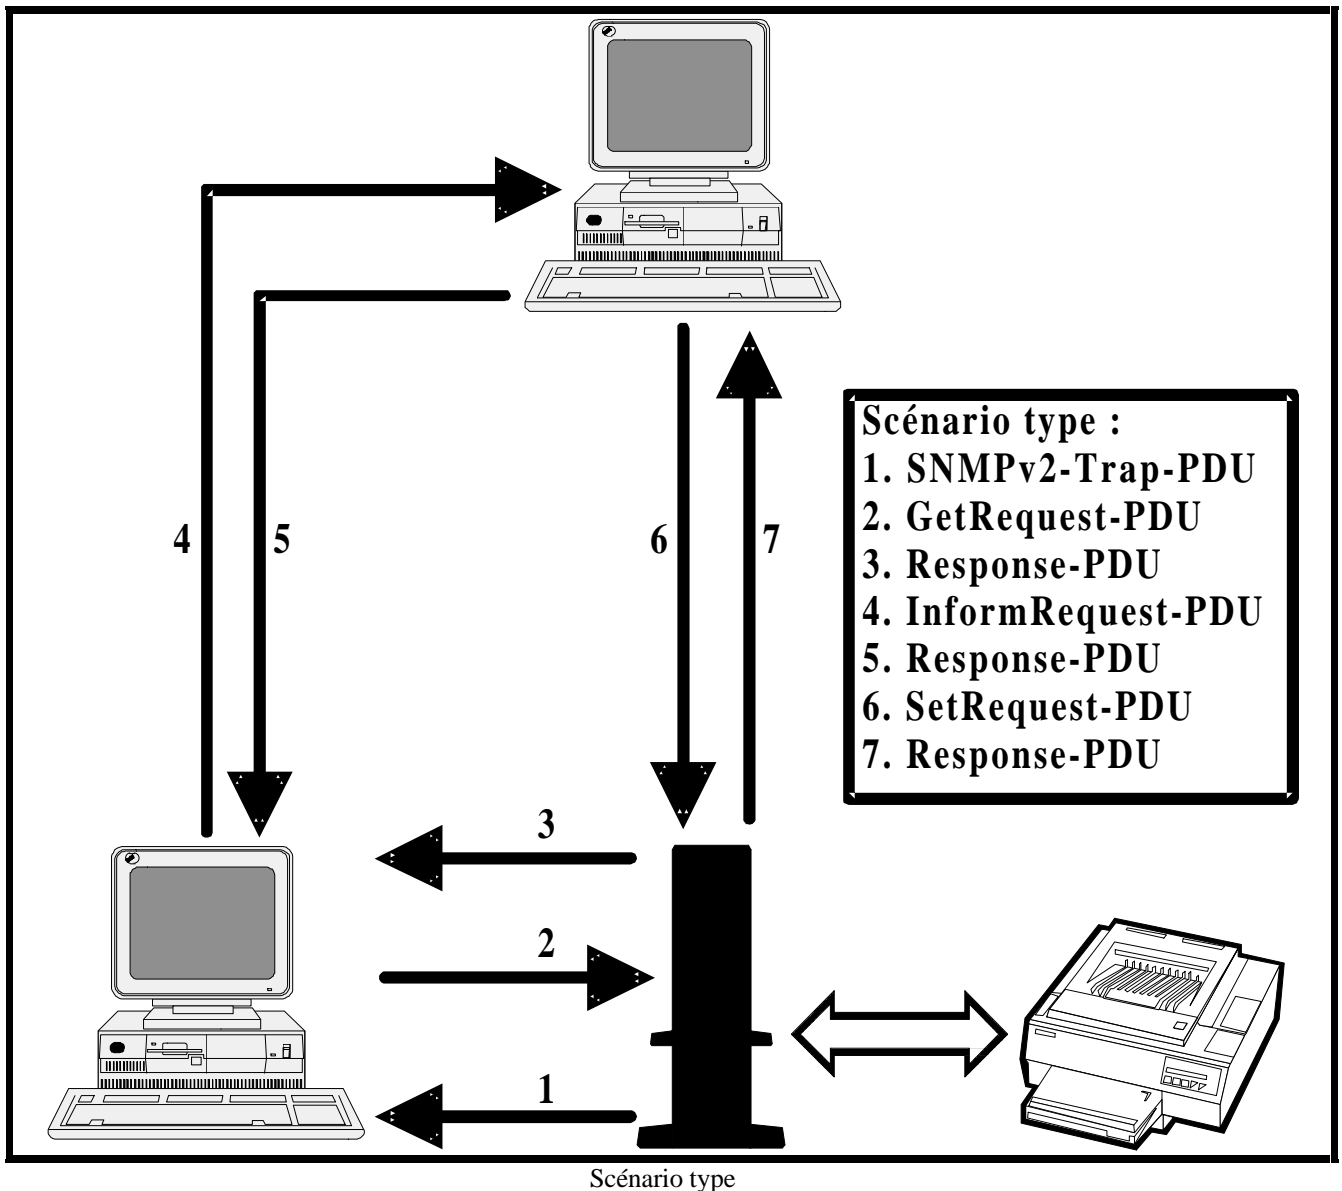 4
5
6
7
Scénario type :
1. SNMPv2-Trap-PDU
2. GetRequest-PDU
3. Response-PDU
4. InformRequest-PDU
5. Response-PDU
6. SetRequest-PDU
7. Response-PDU
3
2
1
Scénario type